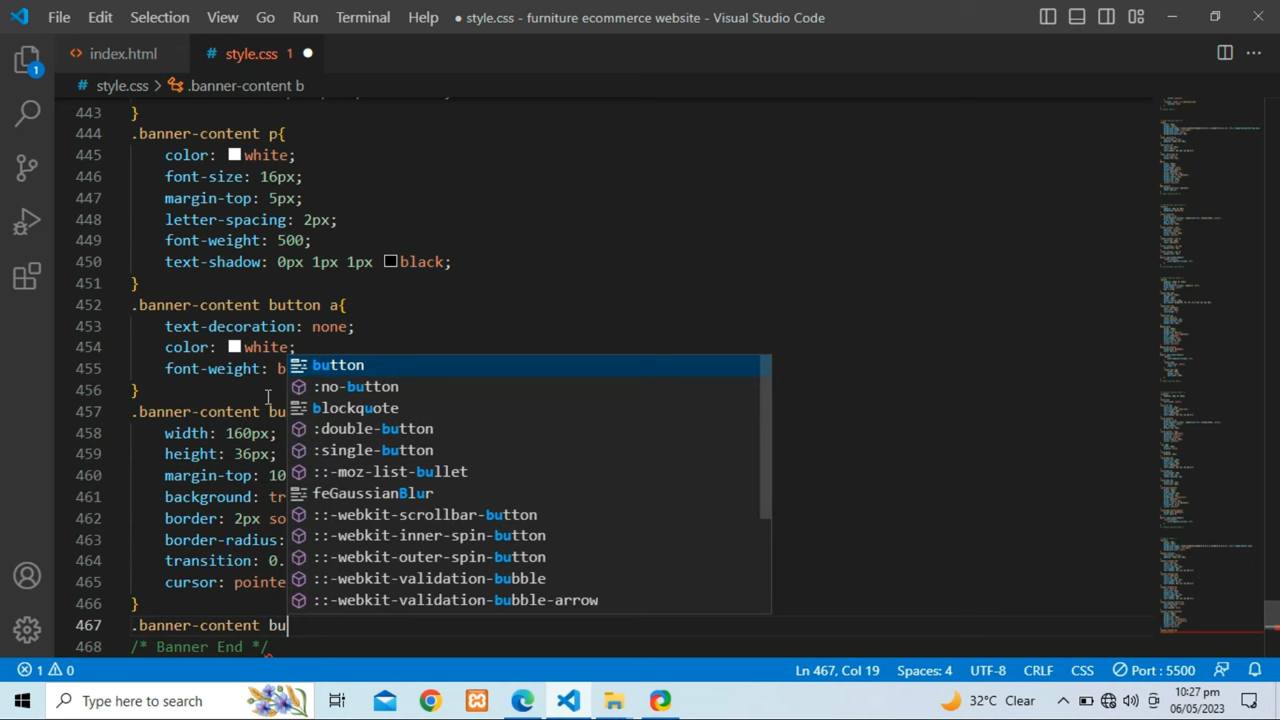 File Edit Selection View Go Run Terminal Help ● style.css - furniture ecommerce website - Visual Studio Code
<> index.html # style.css 1 ●
# style.css > .banner-content b
443 }
444 .banner-content p{
445 color: white;
446 font-size: 16px;
447 margin-top: 5px;
448 letter-spacing: 2px;
449 font-weight: 500;
450 text-shadow: 0px 1px 1px black;
451 }
452 .banner-content button a{
453 text-decoration: none;
454 color: white;
455 font-weight: b
button
456 }
:no-button
457 .banner-content bu
blockquote
458 width: 160px;
:double-button
459 height: 36px;
:single-button
460 margin-top: 10
::-moz-list-bullet
461 background: tr
feGaussianBlur
462 border: 2px so
::-webkit-scrollbar-button
463 border-radius:
::-webkit-inner-spin-button
464 transition: 0.
::-webkit-outer-spin-button
465 cursor: pointe
::-webkit-validation-bubble
466 }
::-webkit-validation-bubble-arrow
467 .banner-content bu
468 /* Banner End */
1 0 Ln 467, Col 19 Spaces: 4 UTF-8 CRLF CSS Port : 5500
Type here to search 32°C Clear 10:27 pm
06/05/2023